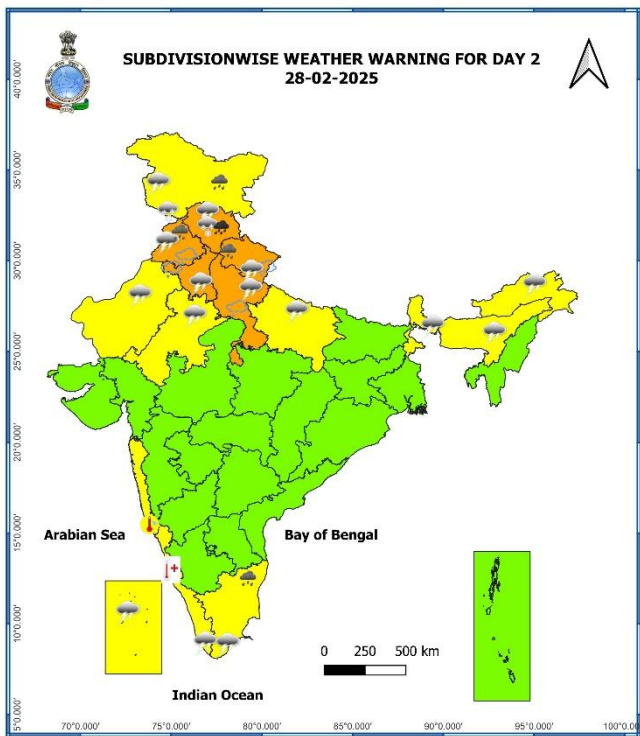 SUBDIVISIONWISE WEATHER WARNING FOR DAY 2
28-02-2025
40°0.000'
35°0.000'
30°0.000'
25°0.000'
20°0.000'
15°0.000'
10°0.000'
5°0.000'
Arabian Sea
Bay of Bengal
0 250 500 km
Indian Ocean
70°0.000' 75°0.000' 80°0.000' 85°0.000' 90°0.000' 95°0.000' 100°0.0